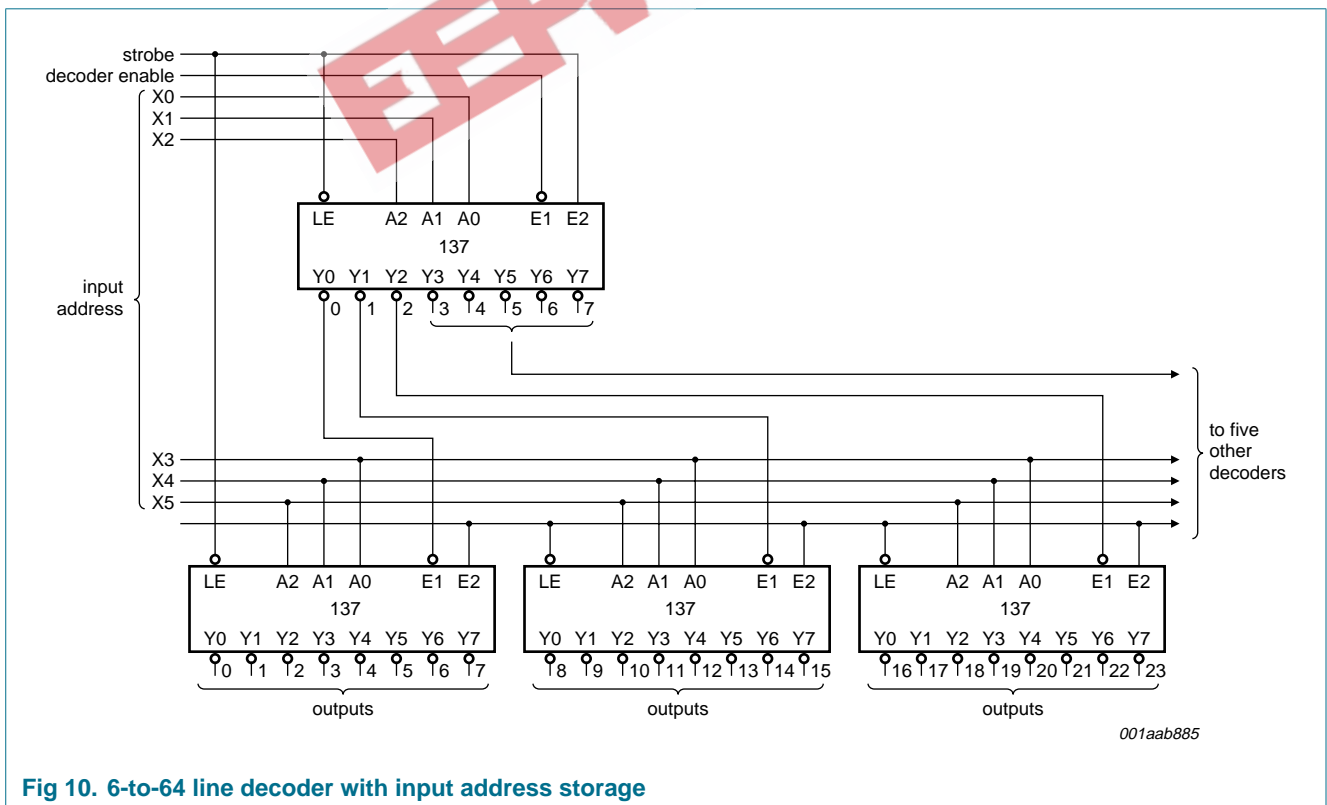 strobe
decoder enable
X0
X1
X2
LE A2 A1 A0 E1 E2
137
Y0 Y1 Y2 Y3 Y4 Y5 Y6 Y7
0 1 2 3 4 5 6 7
input
address
to five
other
decoders
X3
X4
X5
LE A2 A1 A0 E1 E2
137
Y0 Y1 Y2 Y3 Y4 Y5 Y6 Y7
0 1 2 3 4 5 6 7
outputs
LE A2 A1 A0 E1 E2
137
Y0 Y1 Y2 Y3 Y4 Y5 Y6 Y7
8 9 10 11 12 13 14 15
outputs
LE A2 A1 A0 E1 E2
137
Y0 Y1 Y2 Y3 Y4 Y5 Y6 Y7
16 17 18 19 20 21 22 23
outputs
001aab885
Fig 10. 6-to-64 line decoder with input address storage